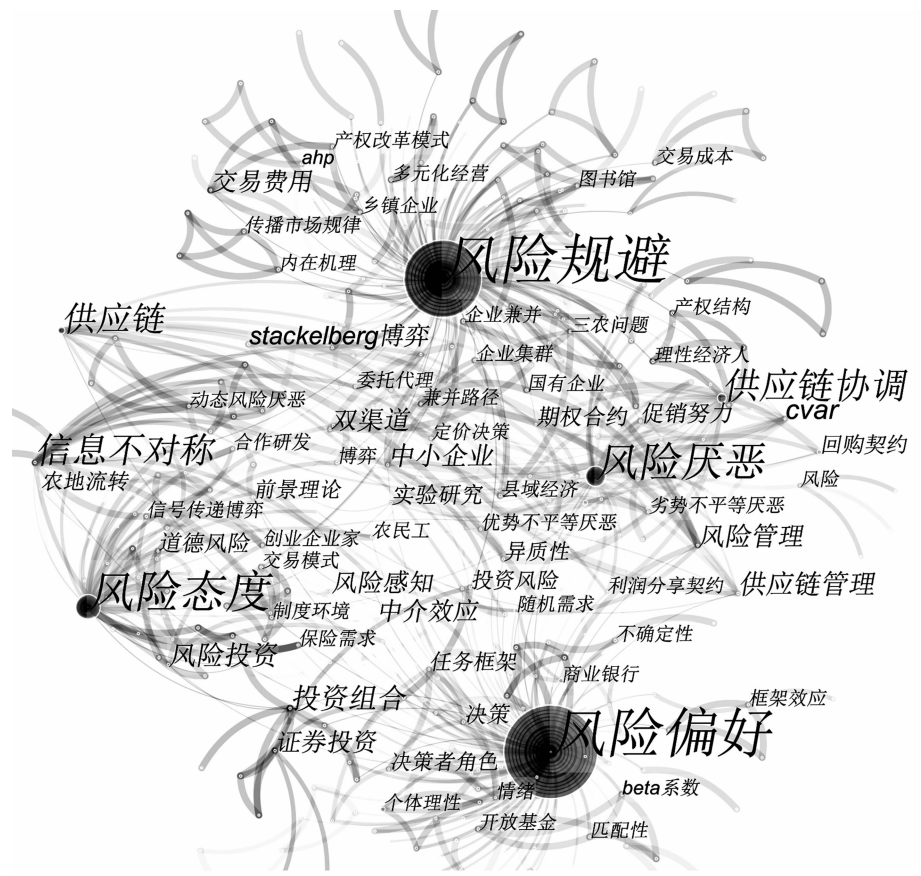 产权改革模式
ahp
交易成本
多元化经营
交易费用
图书馆
乡镇企业
传播市场规律
风险规避
内在机理
产权结构
供应链
企业兼并
三农问题
stackelberg博弈
企业集群
理性经济人
委托代理
国有企业
供应链协调
动态风险厌恶
兼并路径
双渠道
期权合约
促销努力
cvar
定价决策
信息不对称
合作研发
回购契约
博弈
中小企业
风险厌恶
农地流转
风险
前景理论
实验研究
县域经济
劣势不平等厌恶
信号传递博弈
优势不平等厌恶
道德风险
创业企业家
农民工
风险管理
交易模式
异质性
风险态度
风险感知
投资风险
利润分享契约
供应链管理
制度环境
中介效应
随机需求
保险需求
不确定性
风险投资
任务框架
商业银行
投资组合
框架效应
决策
风险偏好
证券投资
决策者角色
情绪
beta系数
个体理性
开放基金
匹配性